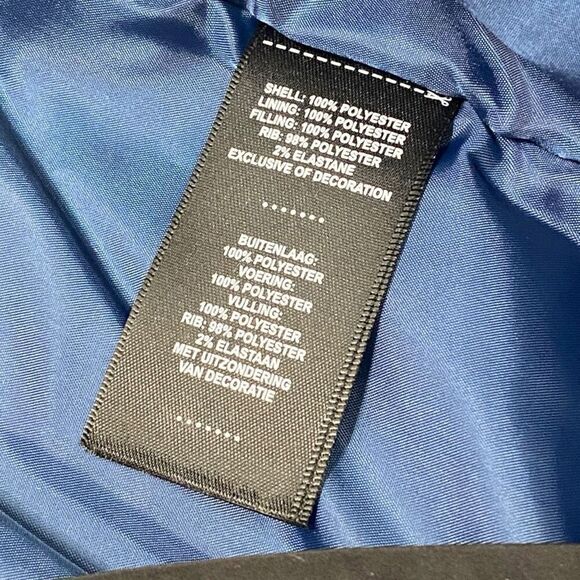 SHELL: 100% POLYESTER
LINING: 100% POLYESTER
FILLING: 100% POLYESTER
RIB: 98% POLYESTER
2% ELASTANE
EXCLUSIVE OF DECORATION
.......
BUITENLAAG:
100% POLYESTER
VOERING:
100% POLYESTER
VULLING:
100% POLYESTER
RIB: 98% POLYESTER
2% ELASTAAN
MET UITZONDERING
VAN DECORATIE
.......